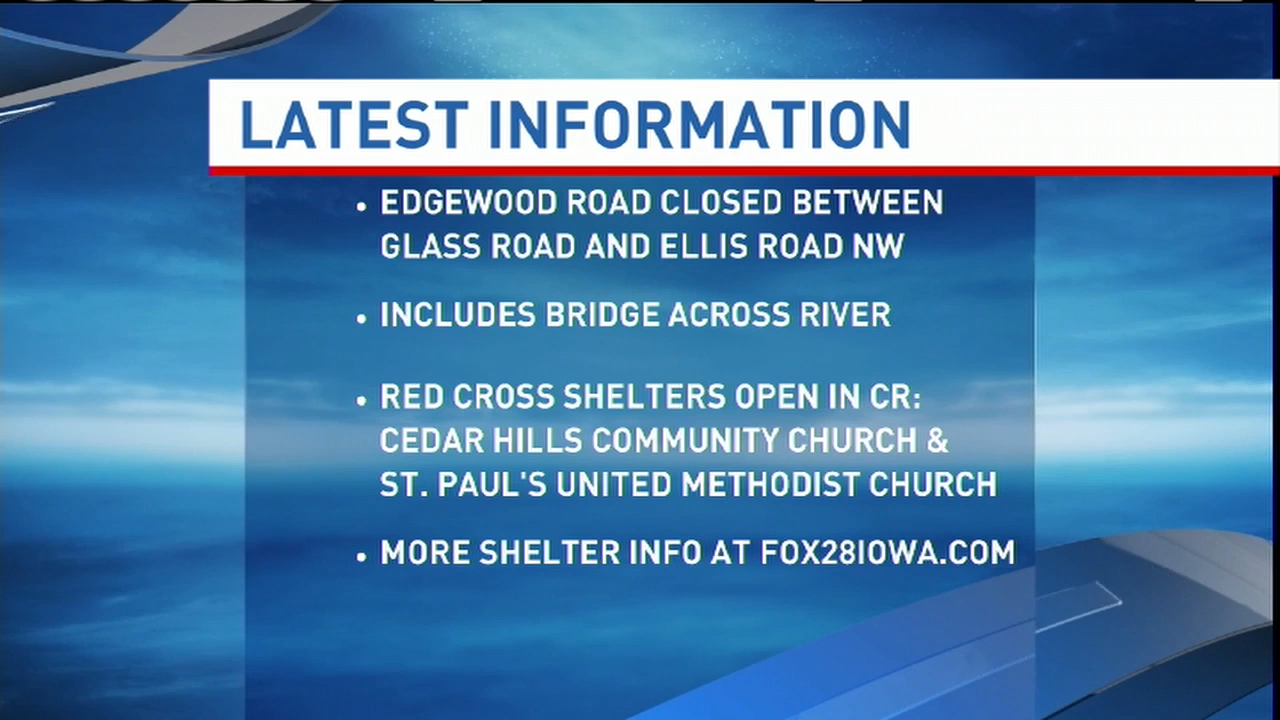 LATEST INFORMATION
• EDGEWOOD ROAD CLOSED BETWEEN
GLASS ROAD AND ELLIS ROAD NW
• INCLUDES BRIDGE ACROSS RIVER
• RED CROSS SHELTERS OPEN IN CR:
CEDAR HILLS COMMUNITY CHURCH &
ST. PAUL'S UNITED METHODIST CHURCH
• MORE SHELTER INFO AT FOX28IOWA.COM